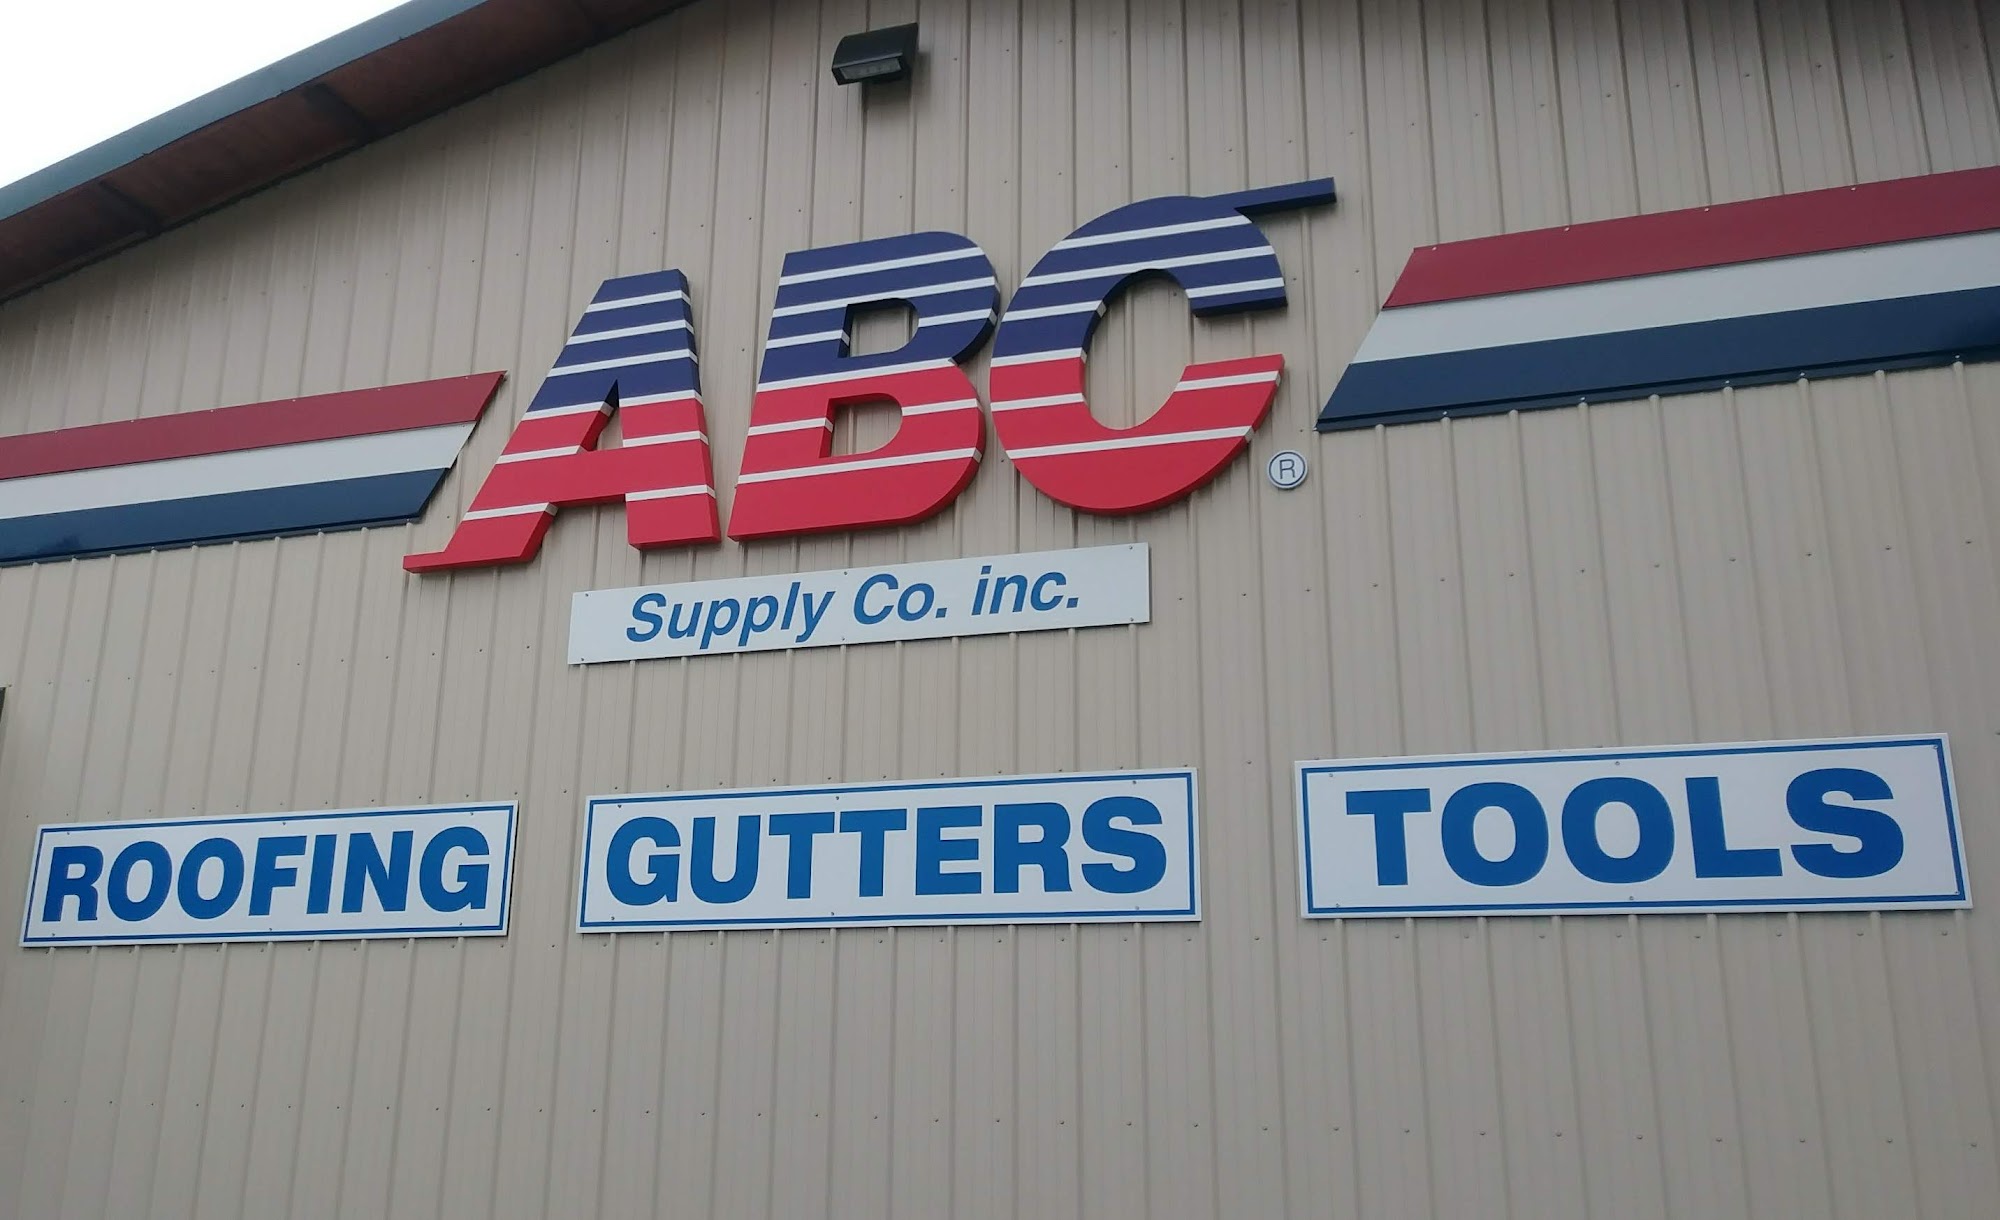 ABC®
Supply Co. inc.
ROOFING GUTTERS TOOLS